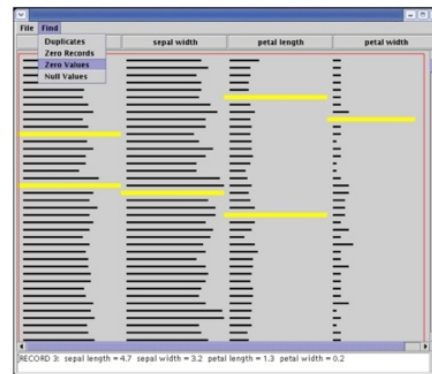 File Find
Duplicates
Zero Records
Zero Values
Null Values
sepal width petal length petal width
RECORD 3: sepal length = 4.7 sepal width = 3.2 petal length = 1.3 petal width = 0.2